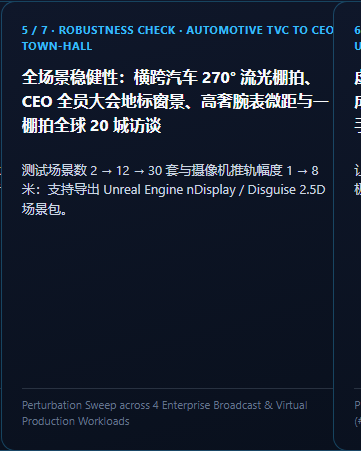 5 / 7 · ROBUSTNESS CHECK · AUTOMOTIVE TVC TO CEO
TOWN-HALL
全场景稳健性：横跨汽车 270° 流光棚拍、
CEO 全员大会地标窗景、高奢腕表微距与一
棚拍全球 20 城访谈
测试场景数 2 → 12 → 30 套与摄像机推轨幅度 1 → 8
米：支持导出 Unreal Engine nDisplay / Disguise 2.5D
场景包。
Perturbation Sweep across 4 Enterprise Broadcast & Virtual
Production Workloads